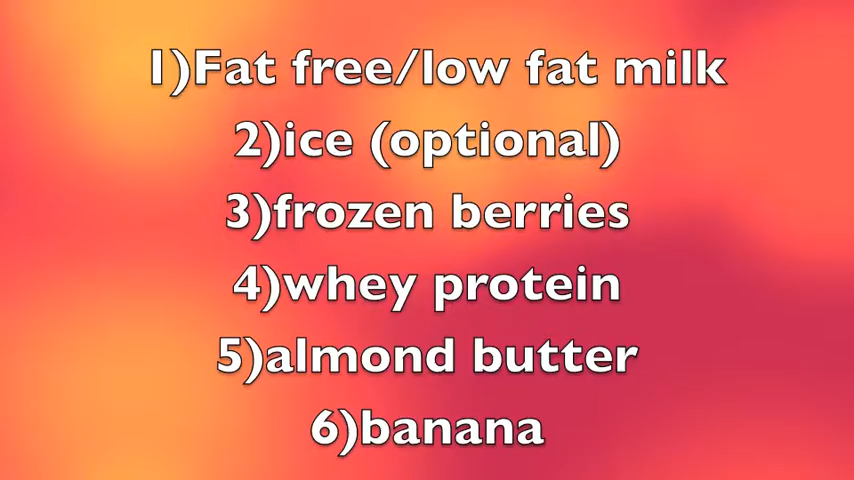 1)Fat free/low fat milk
2)ice (optional)
3)frozen berries
4)whey protein
5)almond butter
6)banana